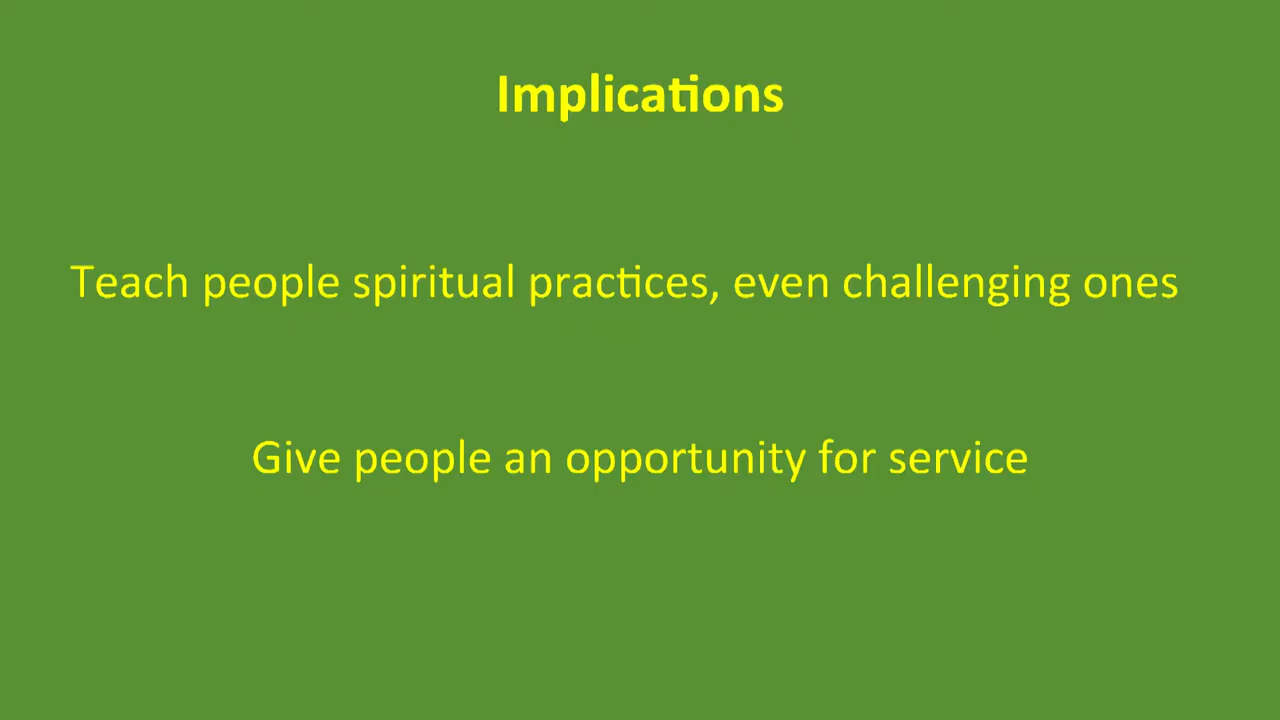 Implications
Teach people spiritual practices, even challenging ones
Give people an opportunity for service